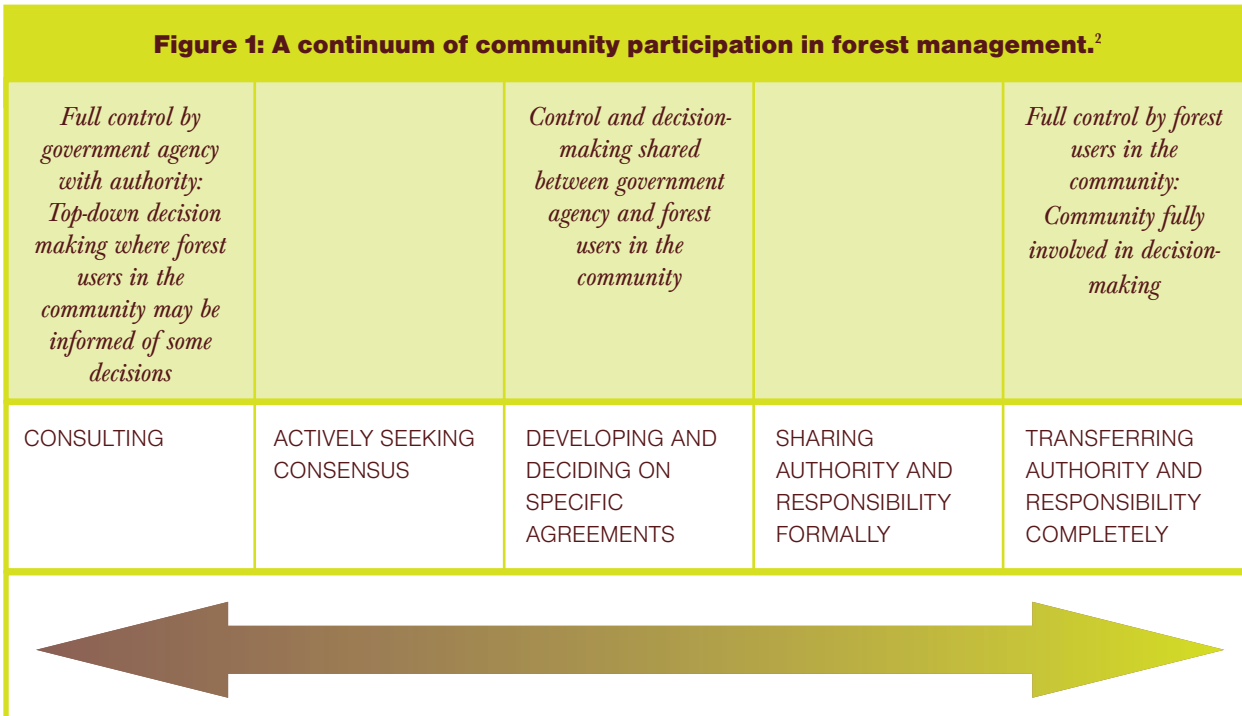 Figure 1: A continuum of community participation in forest management.²
Full control by
government agency
with authority:
Top-down decision
making where forest
users in the
community may be
informed of some
decisions
Control and decision-
making shared
between government
agency and forest
users in the
community
Full control by forest
users in the
community:
Community fully
involved in decision-
making
CONSULTING
ACTIVELY SEEKING
CONSENSUS
DEVELOPING AND
DECIDING ON
SPECIFIC
AGREEMENTS
SHARING
AUTHORITY AND
RESPONSIBILITY
FORMALLY
TRANSFERRING
AUTHORITY AND
RESPONSIBILITY
COMPLETELY